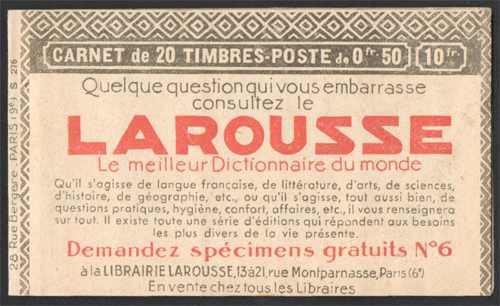 CARNET de 20 TIMBRES-POSTE de 0fr.50 10fr.
Quelque question qui vous embarrasse
consultez le
LAROUSSE
Le meilleur Dictionnaire du monde
Qu'il s'agisse de langue française, de littérature, d'arts, de sciences,
d'histoire, de géographie, etc., ou qu'il s'agisse, tout aussi bien, de
questions pratiques, hygiène, confort, affaires, etc., il vous renseignera
sur tout. Il existe toute une série d'éditions qui répondent aux besoins
les plus divers de la vie présente.
Demandez spécimens gratuits N°6
à la LIBRAIRIE LAROUSSE, 13 à 21, rue Montparnasse, Paris (6e)
En vente chez tous les Libraires
28 Rue Bergère. PARIS (9e) S 276